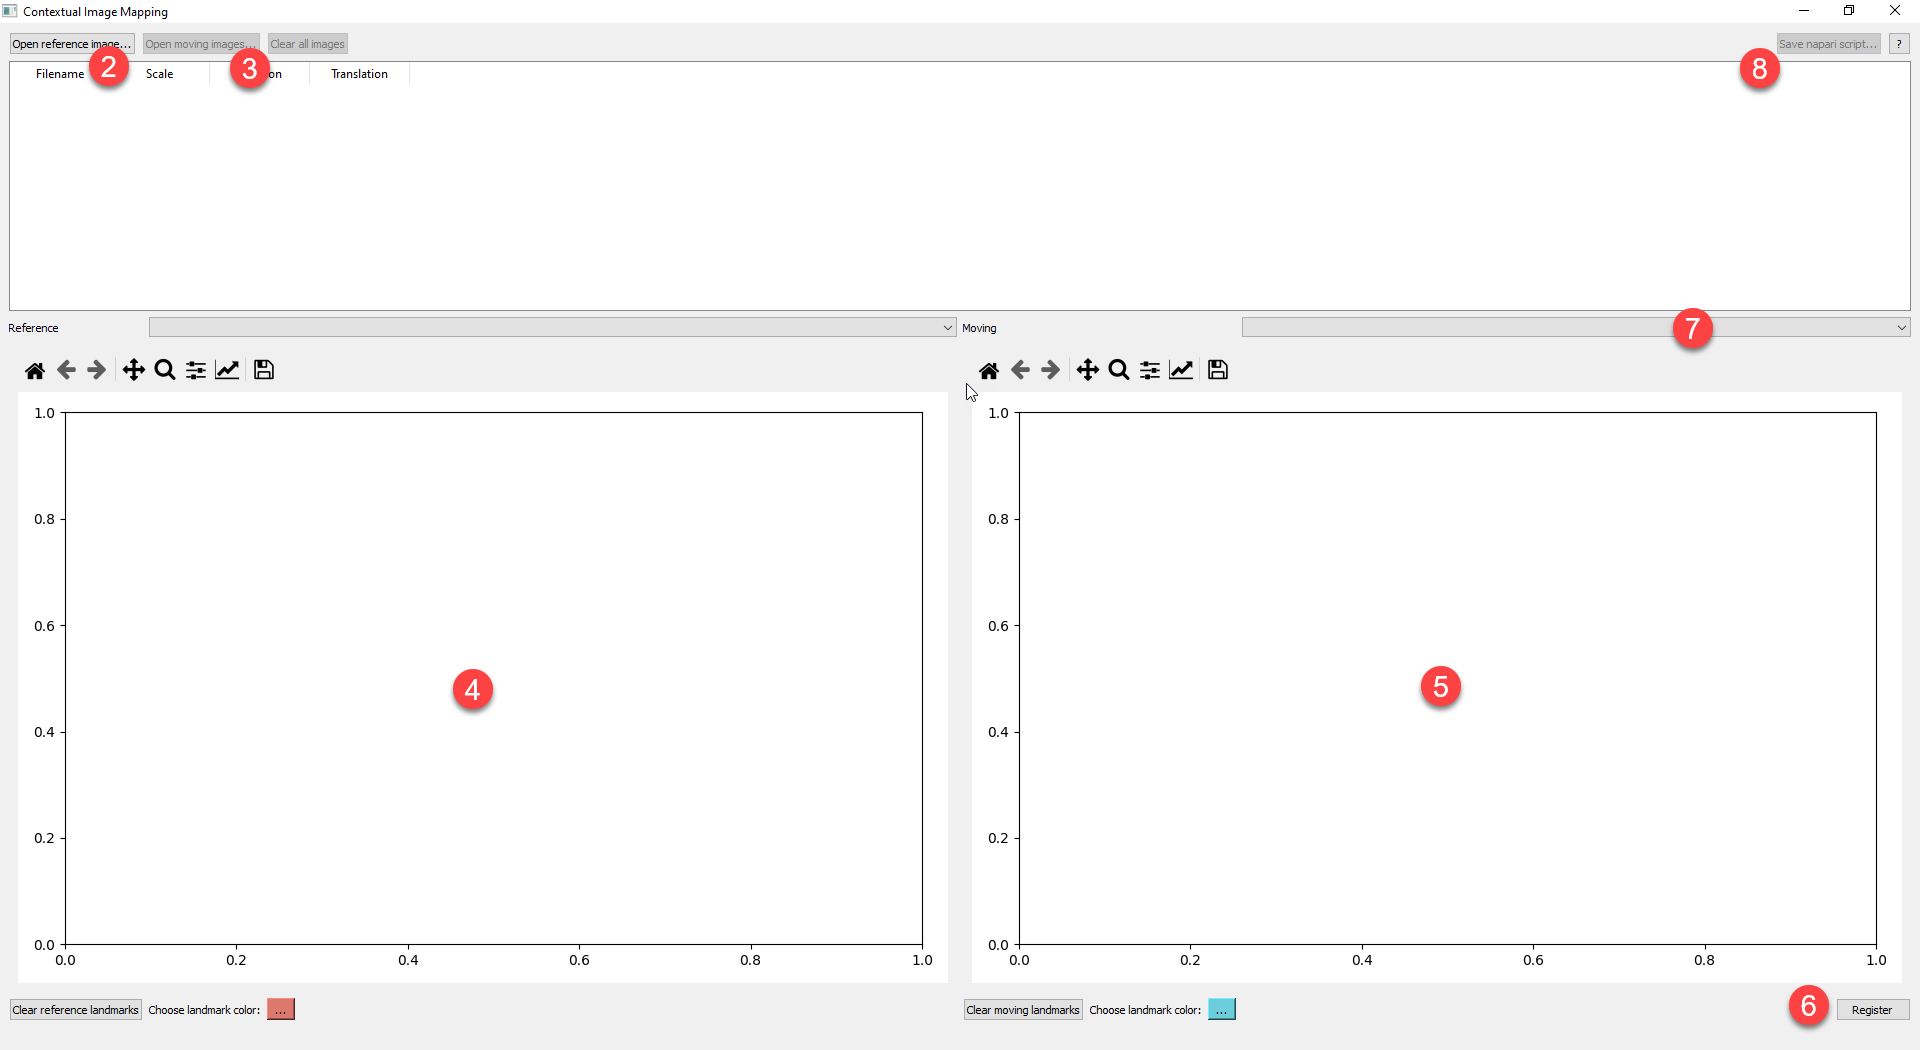 Contextual Image Mapping
Open reference image... Open moving images... Clear all images Save napari script... ?
Filename 2 Scale 3 on Translation 8
Reference Moving 7
1.0 1.0
0.8 0.8
0.6 0.6
4 5
0.4 0.4
0.2 0.2
0.0 0.0
0.0 0.2 0.4 0.6 0.8 1.0 0.0 0.2 0.4 0.6 0.8 1.0
Clear reference landmarks Choose landmark color: ... Clear moving landmarks Choose landmark color: ... 6 Register